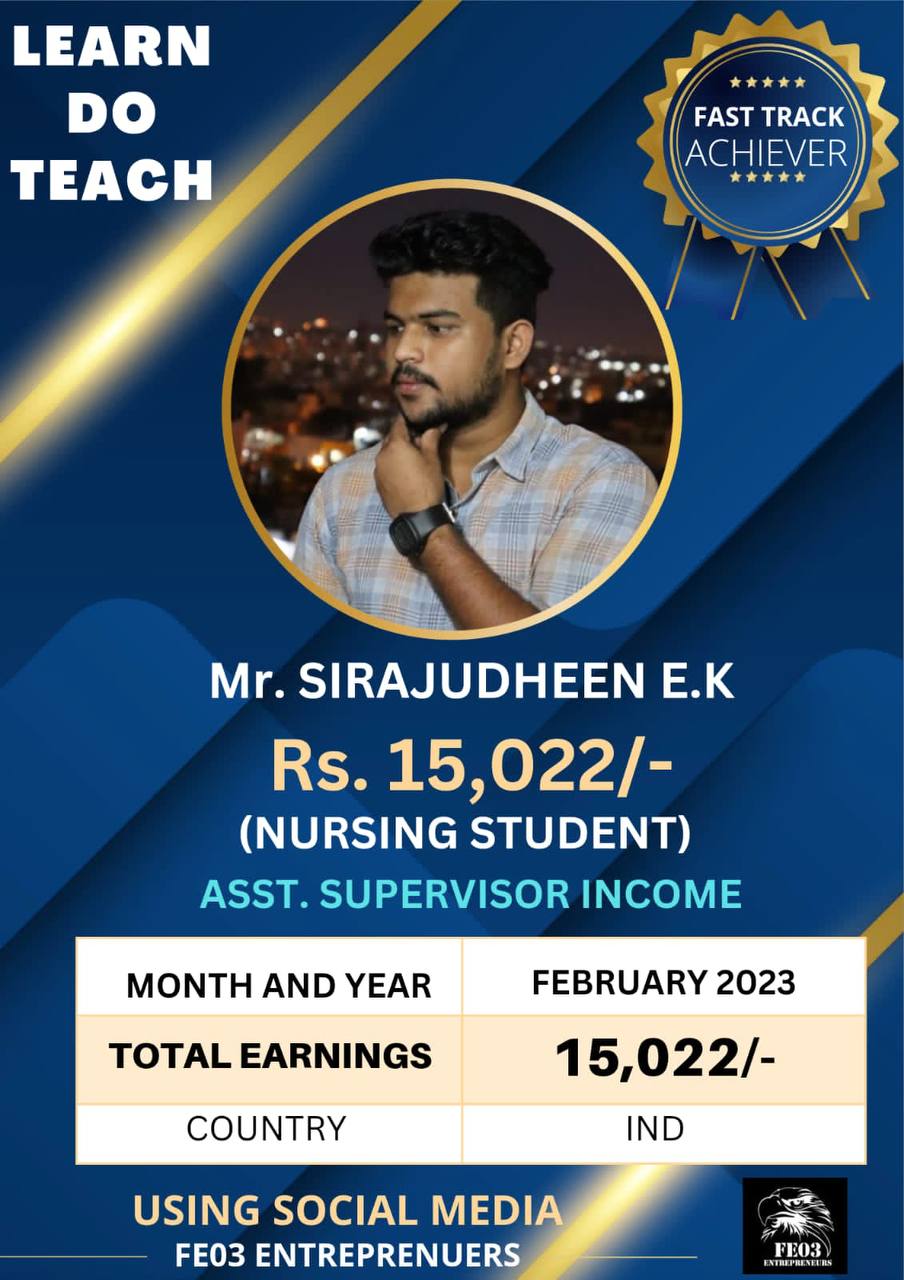 LEARN
DO
TEACH
FAST TRACK
ACHIEVER
Mr. SIRAJUDHEEN E.K
Rs. 15,022/-
(NURSING STUDENT)
ASST. SUPERVISOR INCOME
MONTH AND YEAR FEBRUARY 2023
TOTAL EARNINGS 15,022/-
COUNTRY IND
USING SOCIAL MEDIA
FE03 ENTREPRENUERS
FE03
ENTREPRENEURS